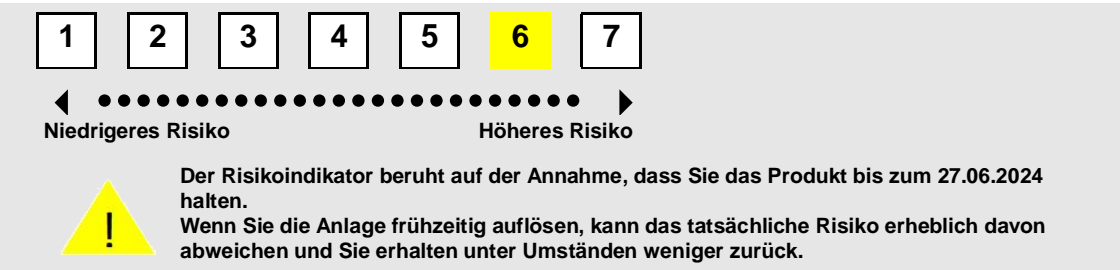 1 2 3 4 5 6 7
Niedrigeres Risiko Höheres Risiko
Der Risikoindikator beruht auf der Annahme, dass Sie das Produkt bis zum 27.06.2024
halten.
Wenn Sie die Anlage frühzeitig auflösen, kann das tatsächliche Risiko erheblich davon
abweichen und Sie erhalten unter Umständen weniger zurück.
!